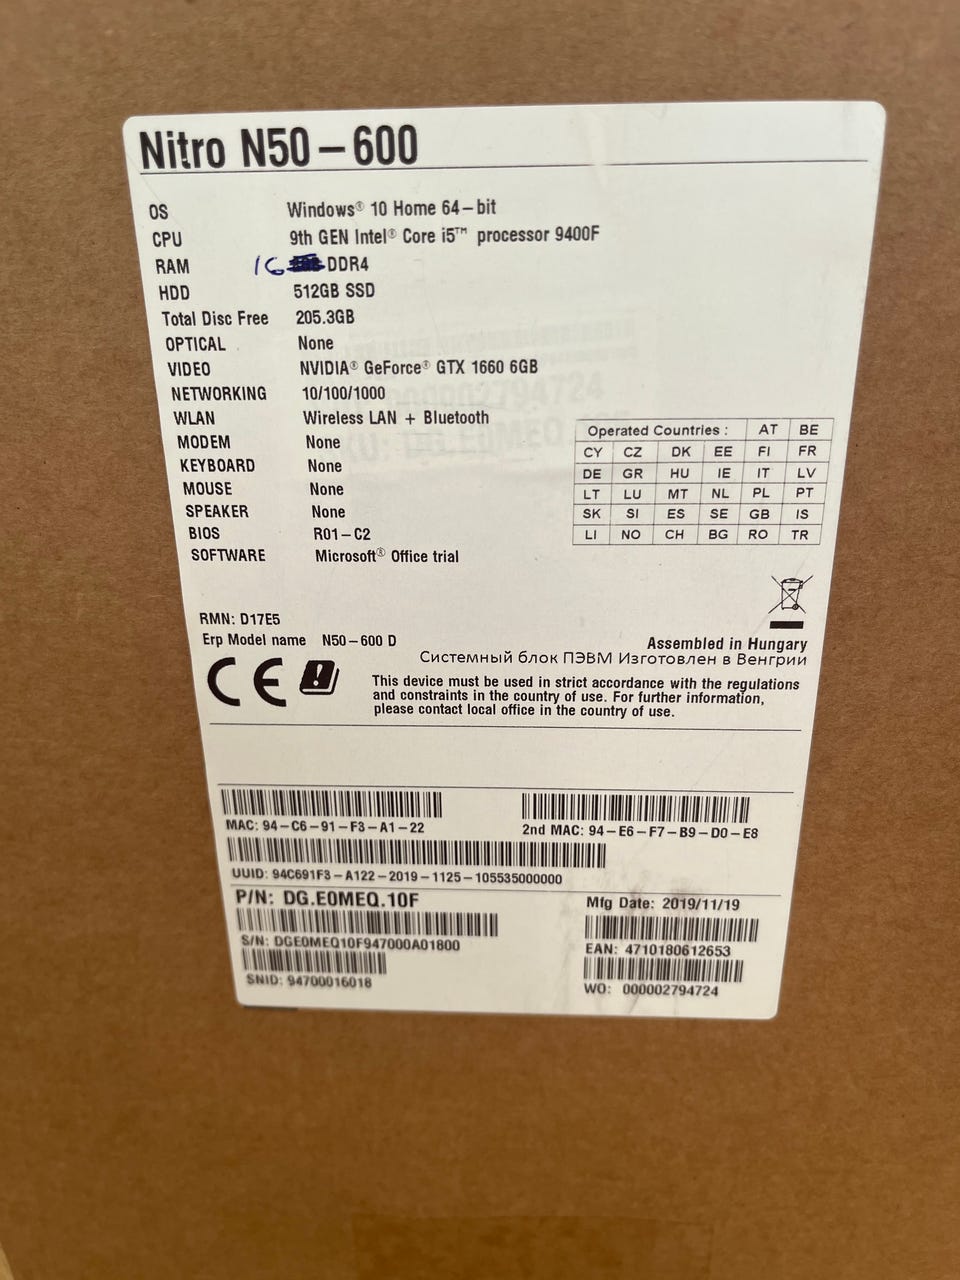 Nitro N50-600
OS Windows® 10 Home 64-bit
CPU 9th GEN Intel® Core i5™ processor 9400F
RAM 16 DDR4
HDD 512GB SSD
Total Disc Free 205.3GB
OPTICAL None
VIDEO NVIDIA® GeForce® GTX 1660 6GB
NETWORKING 10/100/1000
WLAN Wireless LAN + Bluetooth
MODEM None
KEYBOARD None
MOUSE None
SPEAKER None
BIOS R01-C2
SOFTWARE Microsoft® Office trial
Operated Countries : AT BE
CY CZ DK EE FI FR
DE GR HU IE IT LV
LT LU MT NL PL PT
SK SI ES SE GB IS
LI NO CH BG RO TR
RMN: D17E5
Erp Model name N50-600 D
Assembled in Hungary
Системный блок ПЭВМ Изготовлен в Венгрии
CE
This device must be used in strict accordance with the regulations
and constraints in the country of use. For further information,
please contact local office in the country of use.
MAC: 94-C6-91-F3-A1-22
2nd MAC: 94-E6-F7-B9-D0-E8
UUID: 94C691F3-A122-2019-1125-105535000000
P/N: DG.E0MEQ.10F
Mfg Date: 2019/11/19
S/N: DGE0MEQ10F947000A01800
EAN: 4710180612653
SNID: 94700016018
WO: 000002794724